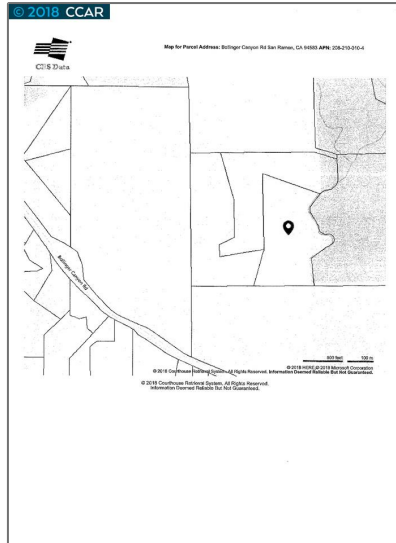 © 2018 CCAR
Map for Parcel Address: Bollinger Canyon Rd San Ramon, CA 94583 APN: 208-210-010-4
CRS Data
Bollinger Canyon Rd
100 m
© 2018 HERE © 2018 Microsoft Corporation
© 2018 Courthouse Retrieval System. All Rights Reserved. Information Deemed Reliable But Not Guaranteed.
© 2018 Courthouse Retrieval System. All Rights Reserved.
Information Deemed Reliable But Not Guaranteed.